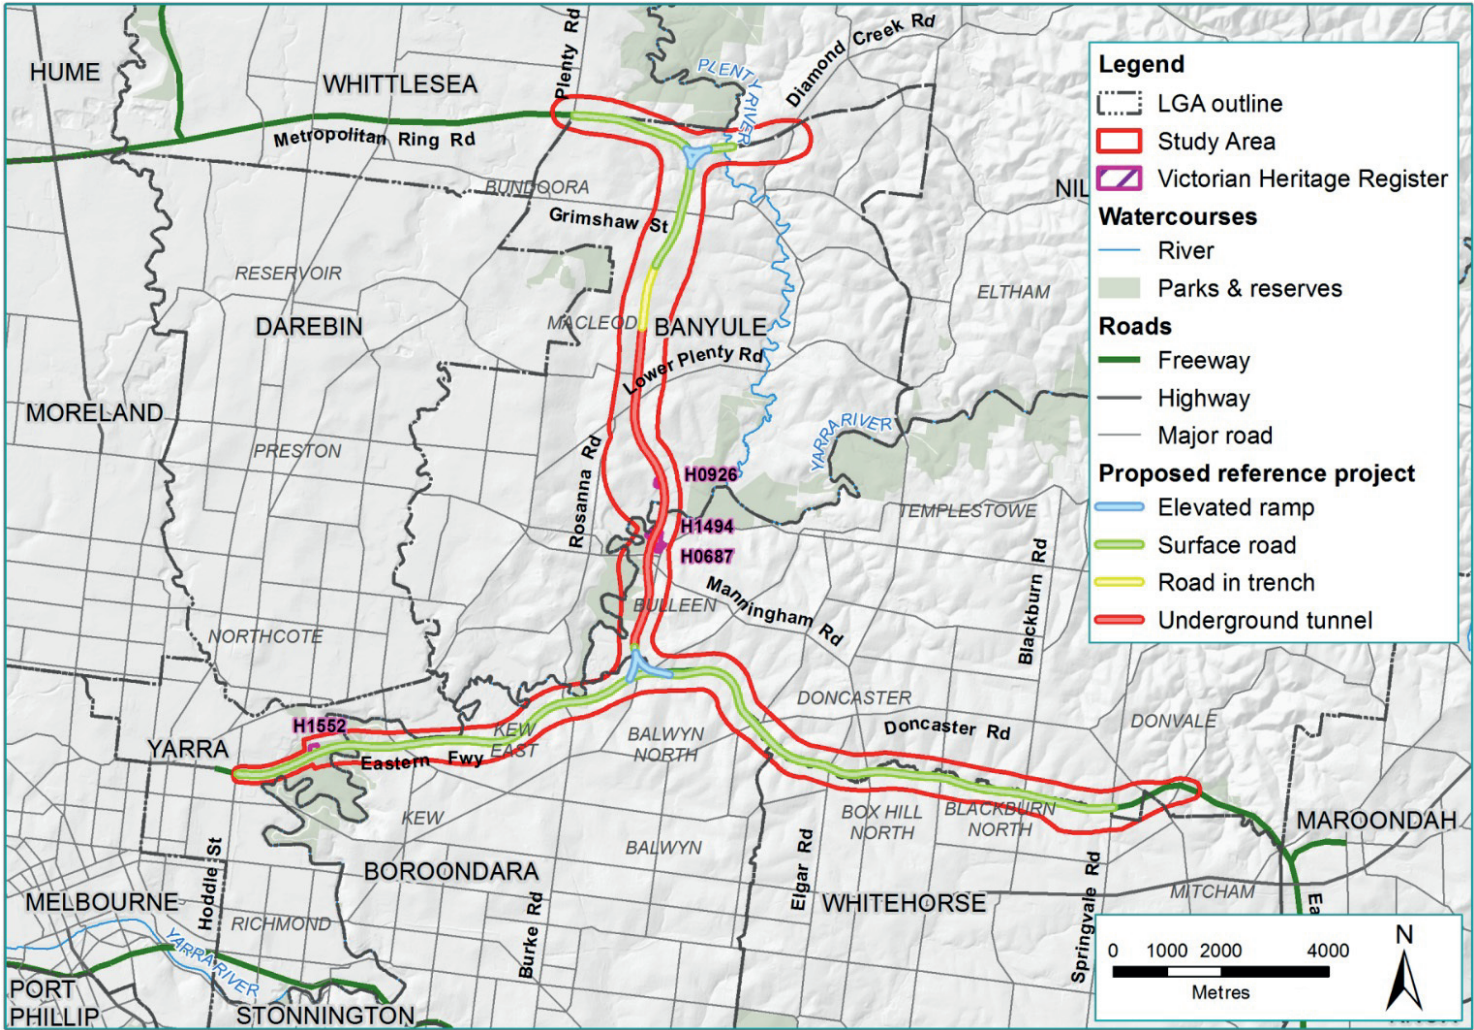 HUME
WHITTLESEA
Plenty Rd
PLENTY RIVER
Diamond Creek Rd
Metropolitan Ring Rd
BUNDOORA
Grimshaw St
NIL
RESERVOIR
ELTHAM
DAREBIN
MACLEOD
BANYULE
Lower Plenty Rd
MORELAND
PRESTON
YARRA RIVER
Rosanna Rd
H0926
TEMPLESTOWE
H1494
H0687
Manningham Rd
Blackburn Rd
BULLEEN
NORTHCOTE
DONCASTER
H1552
KEW
EAST
BALWYN
NORTH
Doncaster Rd
DONVALE
YARRA
Eastern Fwy
KEW
BOX HILL
NORTH
BLACKBURN
NORTH
MAROONDAH
BALWYN
BOROONDARA
Elgar Rd
Hoddle St
MELBOURNE
RICHMOND
Burke Rd
WHITEHORSE
Springvale Rd
MITCHAM
Ea
YARRA RIVER
PORT
PHILLIP
STONNINGTON
Legend
LGA outline
Study Area
Victorian Heritage Register
Watercourses
River
Parks & reserves
Roads
Freeway
Highway
Major road
Proposed reference project
Elevated ramp
Surface road
Road in trench
Underground tunnel
0 1000 2000 4000
Metres
N